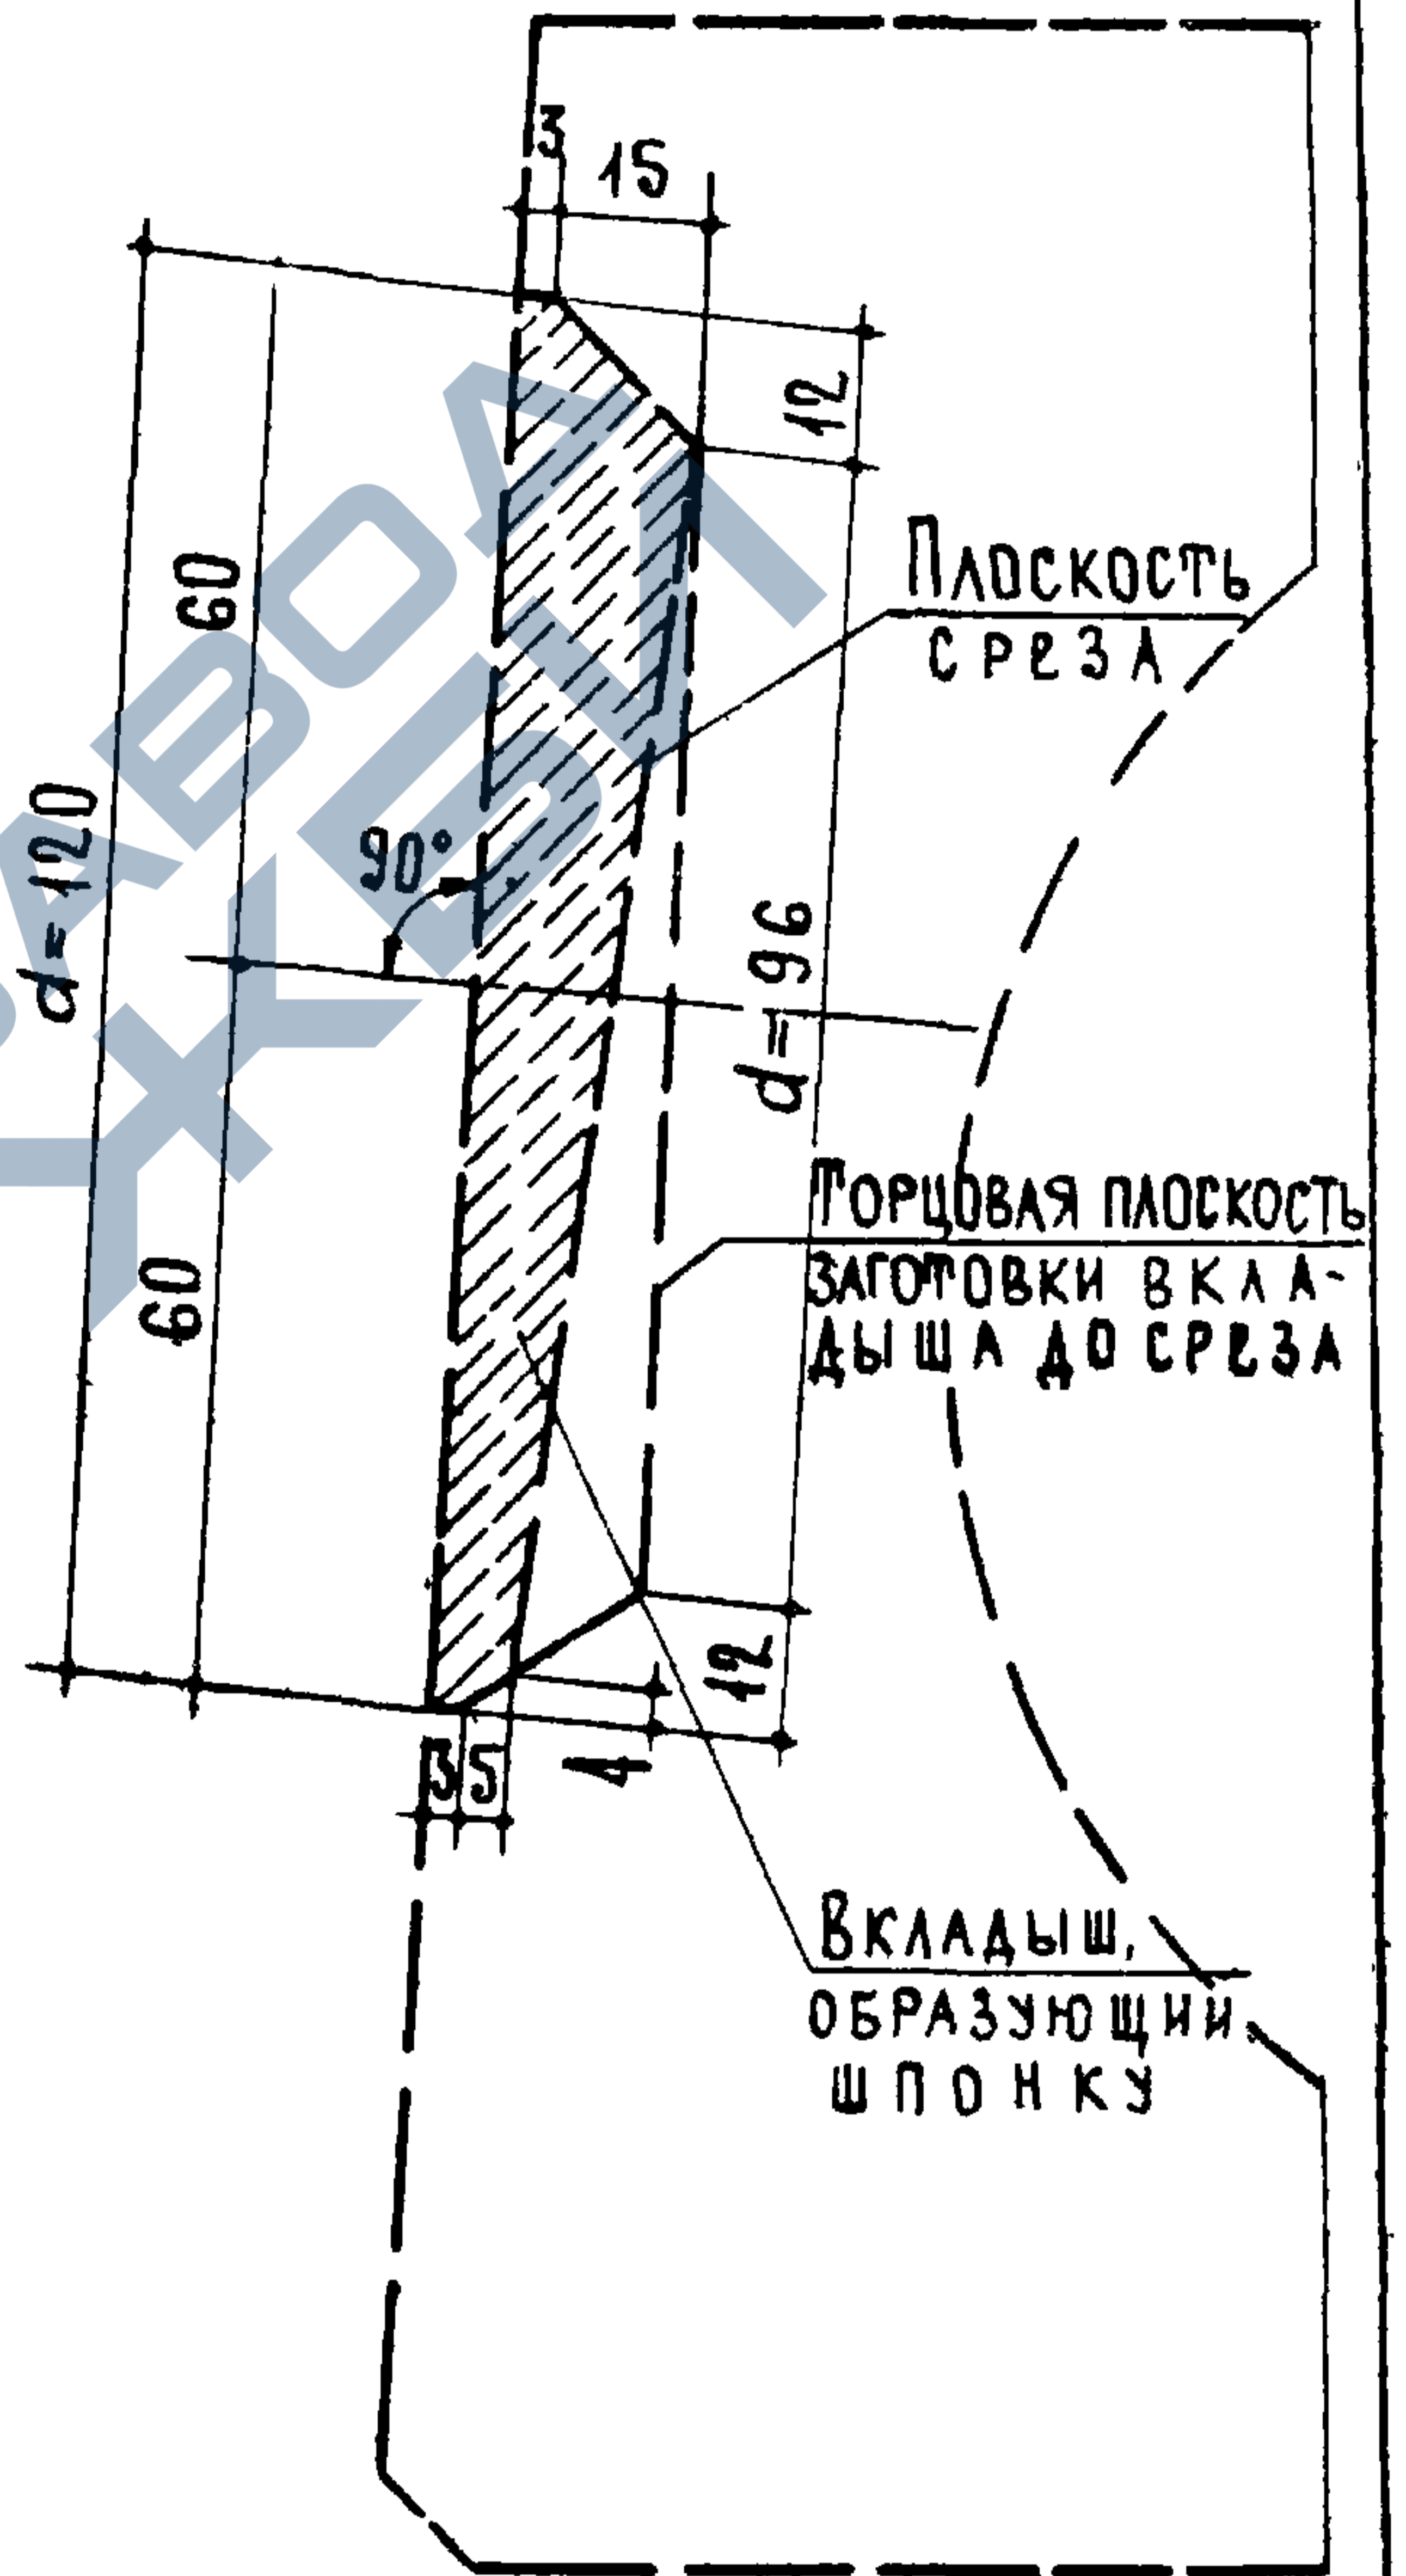 3
15
12
60
ПЛОСКОСТЬ
СРЕЗА
d=120
90°
d=96
ТОРЦОВАЯ ПЛОСКОСТЬ
ЗАГОТОВКИ ВКЛА-
ДЫША ДО СРЕЗА
60
12
3 5
4
ВКЛАДЫШ,
ОБРАЗУЮЩИЙ
ШПОНКУ